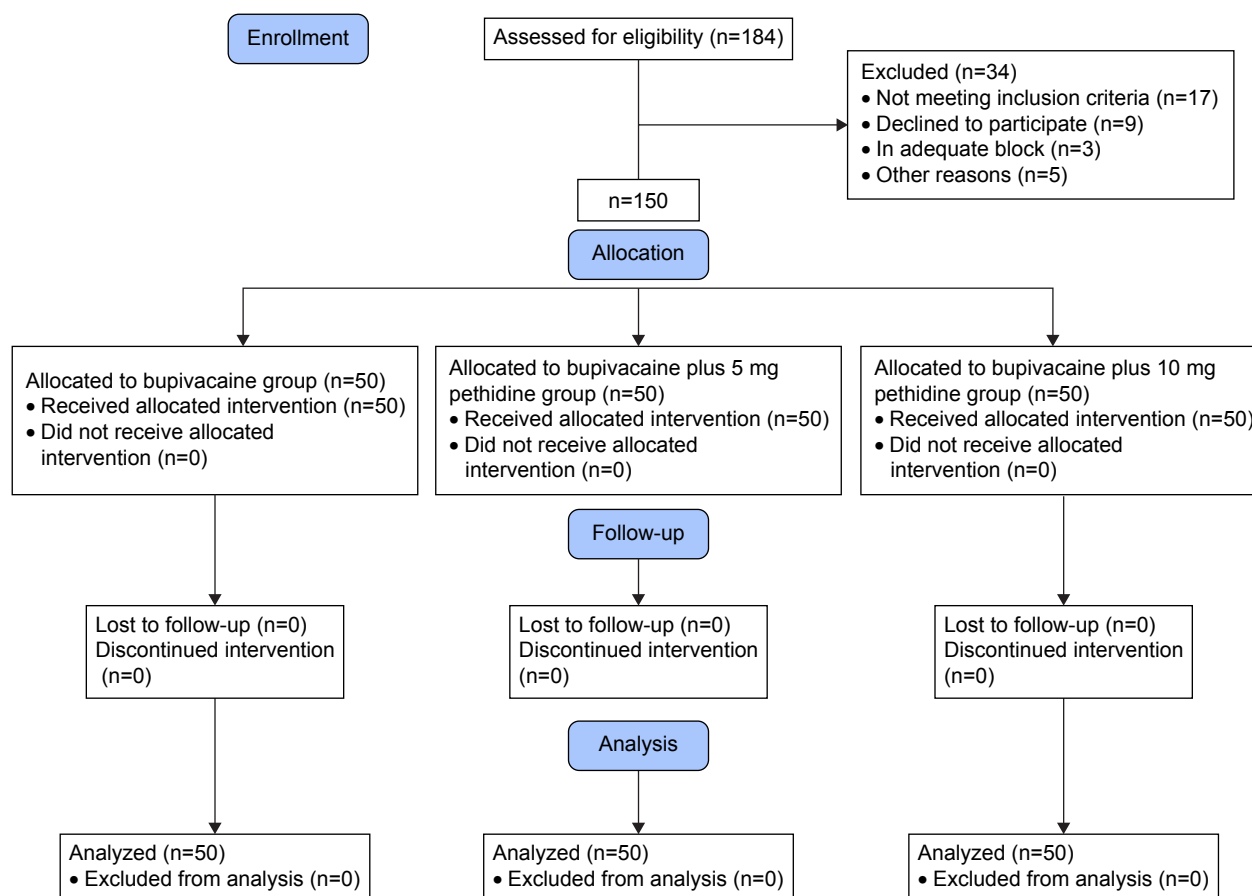 Enrollment
Assessed for eligibility (n=184)
Excluded (n=34)
• Not meeting inclusion criteria (n=17)
• Declined to participate (n=9)
• In adequate block (n=3)
• Other reasons (n=5)
n=150
Allocation
Allocated to bupivacaine group (n=50)
• Received allocated intervention (n=50)
• Did not receive allocated
intervention (n=0)
Allocated to bupivacaine plus 5 mg
pethidine group (n=50)
• Received allocated intervention (n=50)
• Did not receive allocated
intervention (n=0)
Allocated to bupivacaine plus 10 mg
pethidine group (n=50)
• Received allocated intervention (n=50)
• Did not receive allocated
intervention (n=0)
Follow-up
Lost to follow-up (n=0)
Discontinued intervention
(n=0)
Lost to follow-up (n=0)
Discontinued intervention
(n=0)
Lost to follow-up (n=0)
Discontinued intervention
(n=0)
Analysis
Analyzed (n=50)
• Excluded from analysis (n=0)
Analyzed (n=50)
• Excluded from analysis (n=0)
Analyzed (n=50)
• Excluded from analysis (n=0)